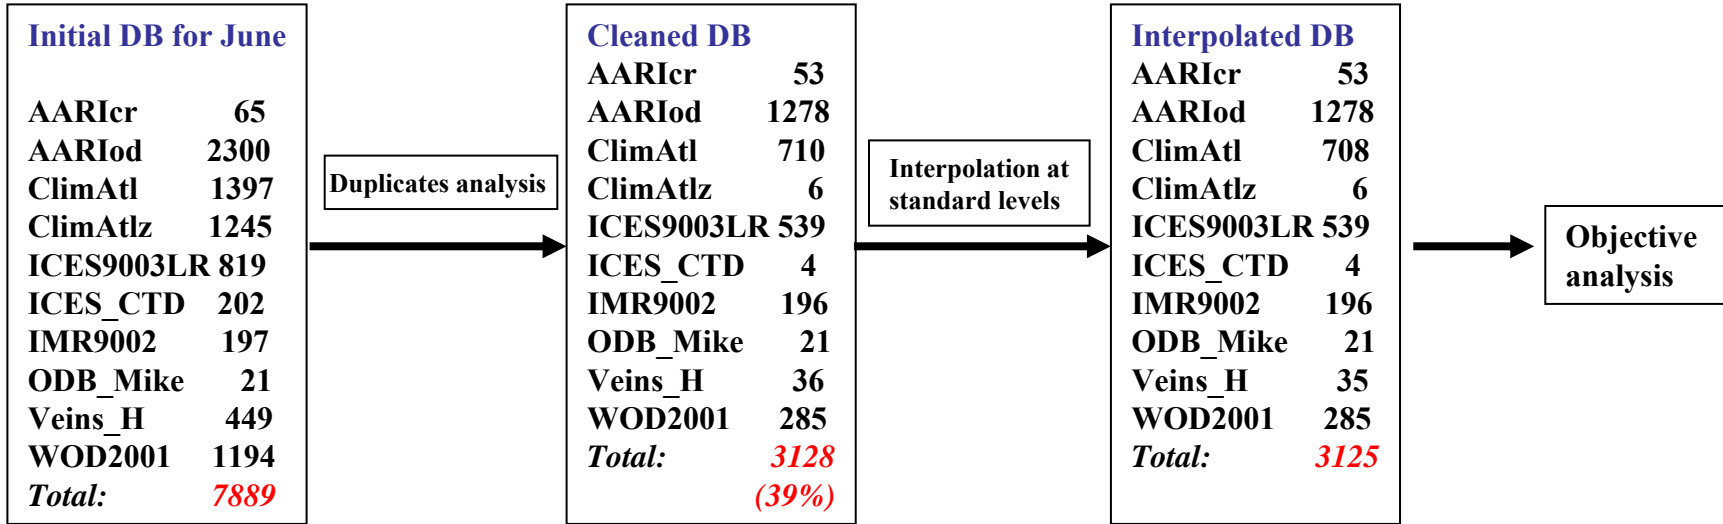 Initial DB for June
AARIcr 65
AARIod 2300
ClimAtl 1397
ClimAtlz 1245
ICES9003LR 819
ICES_CTD 202
IMR9002 197
ODB_Mike 21
Veins_H 449
WOD2001 1194
Total: 7889
Duplicates analysis
Cleaned DB
AARIcr 53
AARIod 1278
ClimAtl 710
ClimAtlz 6
ICES9003LR 539
ICES_CTD 4
IMR9002 196
ODB_Mike 21
Veins_H 36
WOD2001 285
Total: 3128
(39%)
Interpolation at
standard levels
Interpolated DB
AARIcr 53
AARIod 1278
ClimAtl 708
ClimAtlz 6
ICES9003LR 539
ICES_CTD 4
IMR9002 196
ODB_Mike 21
Veins_H 35
WOD2001 285
Total: 3125
Objective
analysis